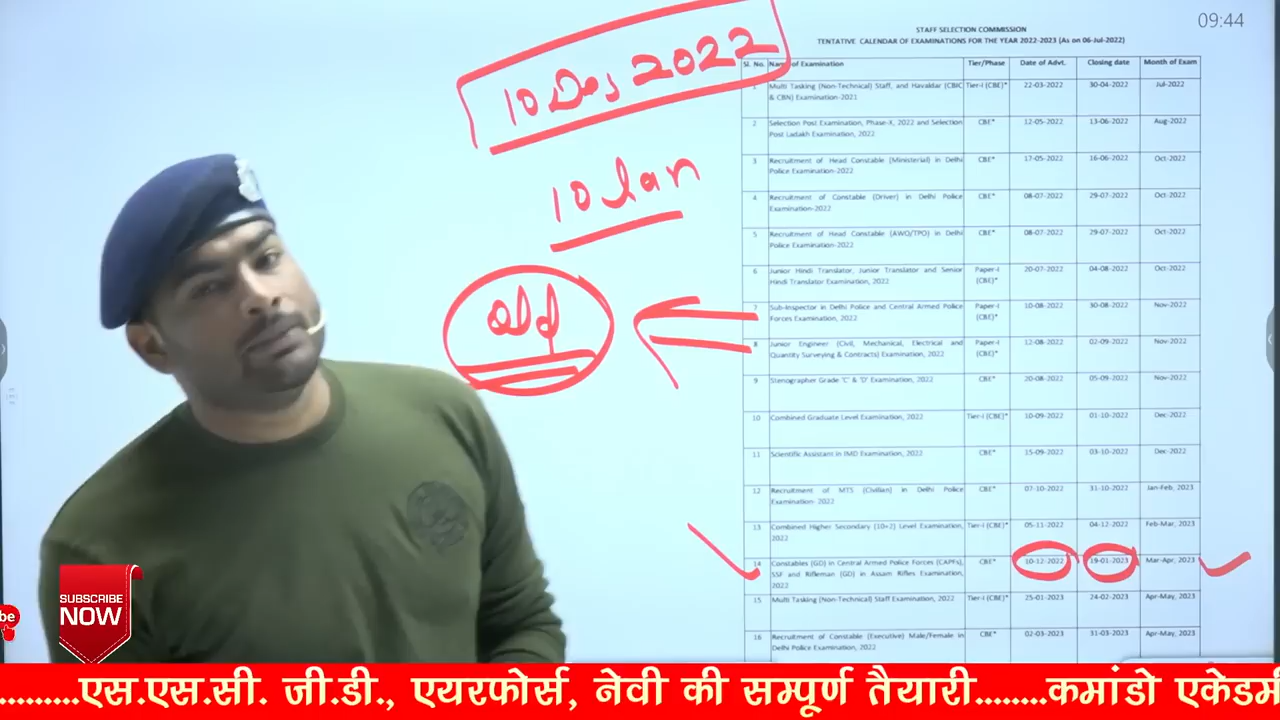 09:44
STAFF SELECTION COMMISSION
TENTATIVE CALENDAR OF EXAMINATIONS FOR THE YEAR 2022-2023 (As on 06-Jul-2022)
Sl. No. Name of Examination Tier/Phase Date of Advt. Closing date Month of Exam
1 Multi Tasking (Non-Technical) Staff, and Havaldar (CBIC Tier-I (CBE)* 22-03-2022 30-04-2022 Jul-2022
& CBN) Examination-2021
2 Selection Post Examination, Phase-X, 2022 and Selection CBE* 12-05-2022 13-06-2022 Aug-2022
Post Ladakh Examination, 2022
3 Recruitment of Head Constable (Ministerial) in Delhi CBE* 17-05-2022 16-06-2022 Oct-2022
Police Examination-2022
4 Recruitment of Constable (Driver) in Delhi Police CBE* 08-07-2022 29-07-2022 Oct-2022
Examination-2022
5 Recruitment of Head Constable (AWO/TPO) in Delhi CBE* 08-07-2022 29-07-2022 Oct-2022
Police Examination-2022
6 Junior Hindi Translator, Junior Translator and Senior Paper-I 20-07-2022 04-08-2022 Oct-2022
Hindi Translator Examination, 2022 (CBE)*
7 Sub-Inspector in Delhi Police and Central Armed Police Paper-I 10-08-2022 30-08-2022 Nov-2022
Forces Examination, 2022 (CBE)*
8 Junior Engineer (Civil, Mechanical, Electrical and Paper-I 12-08-2022 02-09-2022 Nov-2022
Quantity Surveying & Contracts) Examination, 2022 (CBE)*
9 Stenographer Grade 'C' & 'D' Examination, 2022 CBE* 20-08-2022 05-09-2022 Nov-2022
10 Combined Graduate Level Examination, 2022 Tier-I (CBE)* 10-09-2022 01-10-2022 Dec-2022
11 Scientific Assistant in IMD Examination, 2022 CBE* 15-09-2022 03-10-2022 Dec-2022
12 Recruitment of MTS (Civilian) in Delhi Police CBE* 07-10-2022 31-10-2022 Jan-Feb, 2023
Examination- 2022
13 Combined Higher Secondary (10+2) Level Examination, Tier-I (CBE)* 05-11-2022 04-12-2022 Feb-Mar, 2023
2022
14 Constables (GD) in Central Armed Police Forces (CAPFs), CBE* 10-12-2022 19-01-2023 Mar-Apr, 2023
SSF and Rifleman (GD) in Assam Rifles Examination,
2022
15 Multi Tasking (Non-Technical) Staff Examination, 2022 Tier-I (CBE)* 25-01-2023 24-02-2023 Apr-May, 2023
16 Recruitment of Constable (Executive) Male/Female in CBE* 02-03-2023 31-03-2023 Apr-May, 2023
Delhi Police Examination, 2022
10 Dec, 2022
10 Jan
SUBSCRIBE
NOW
be
.........एस.एस.सी. जी.डी., एयरफोर्स, नेवी की सम्पूर्ण तैयारी........कमांडो एकेडमी